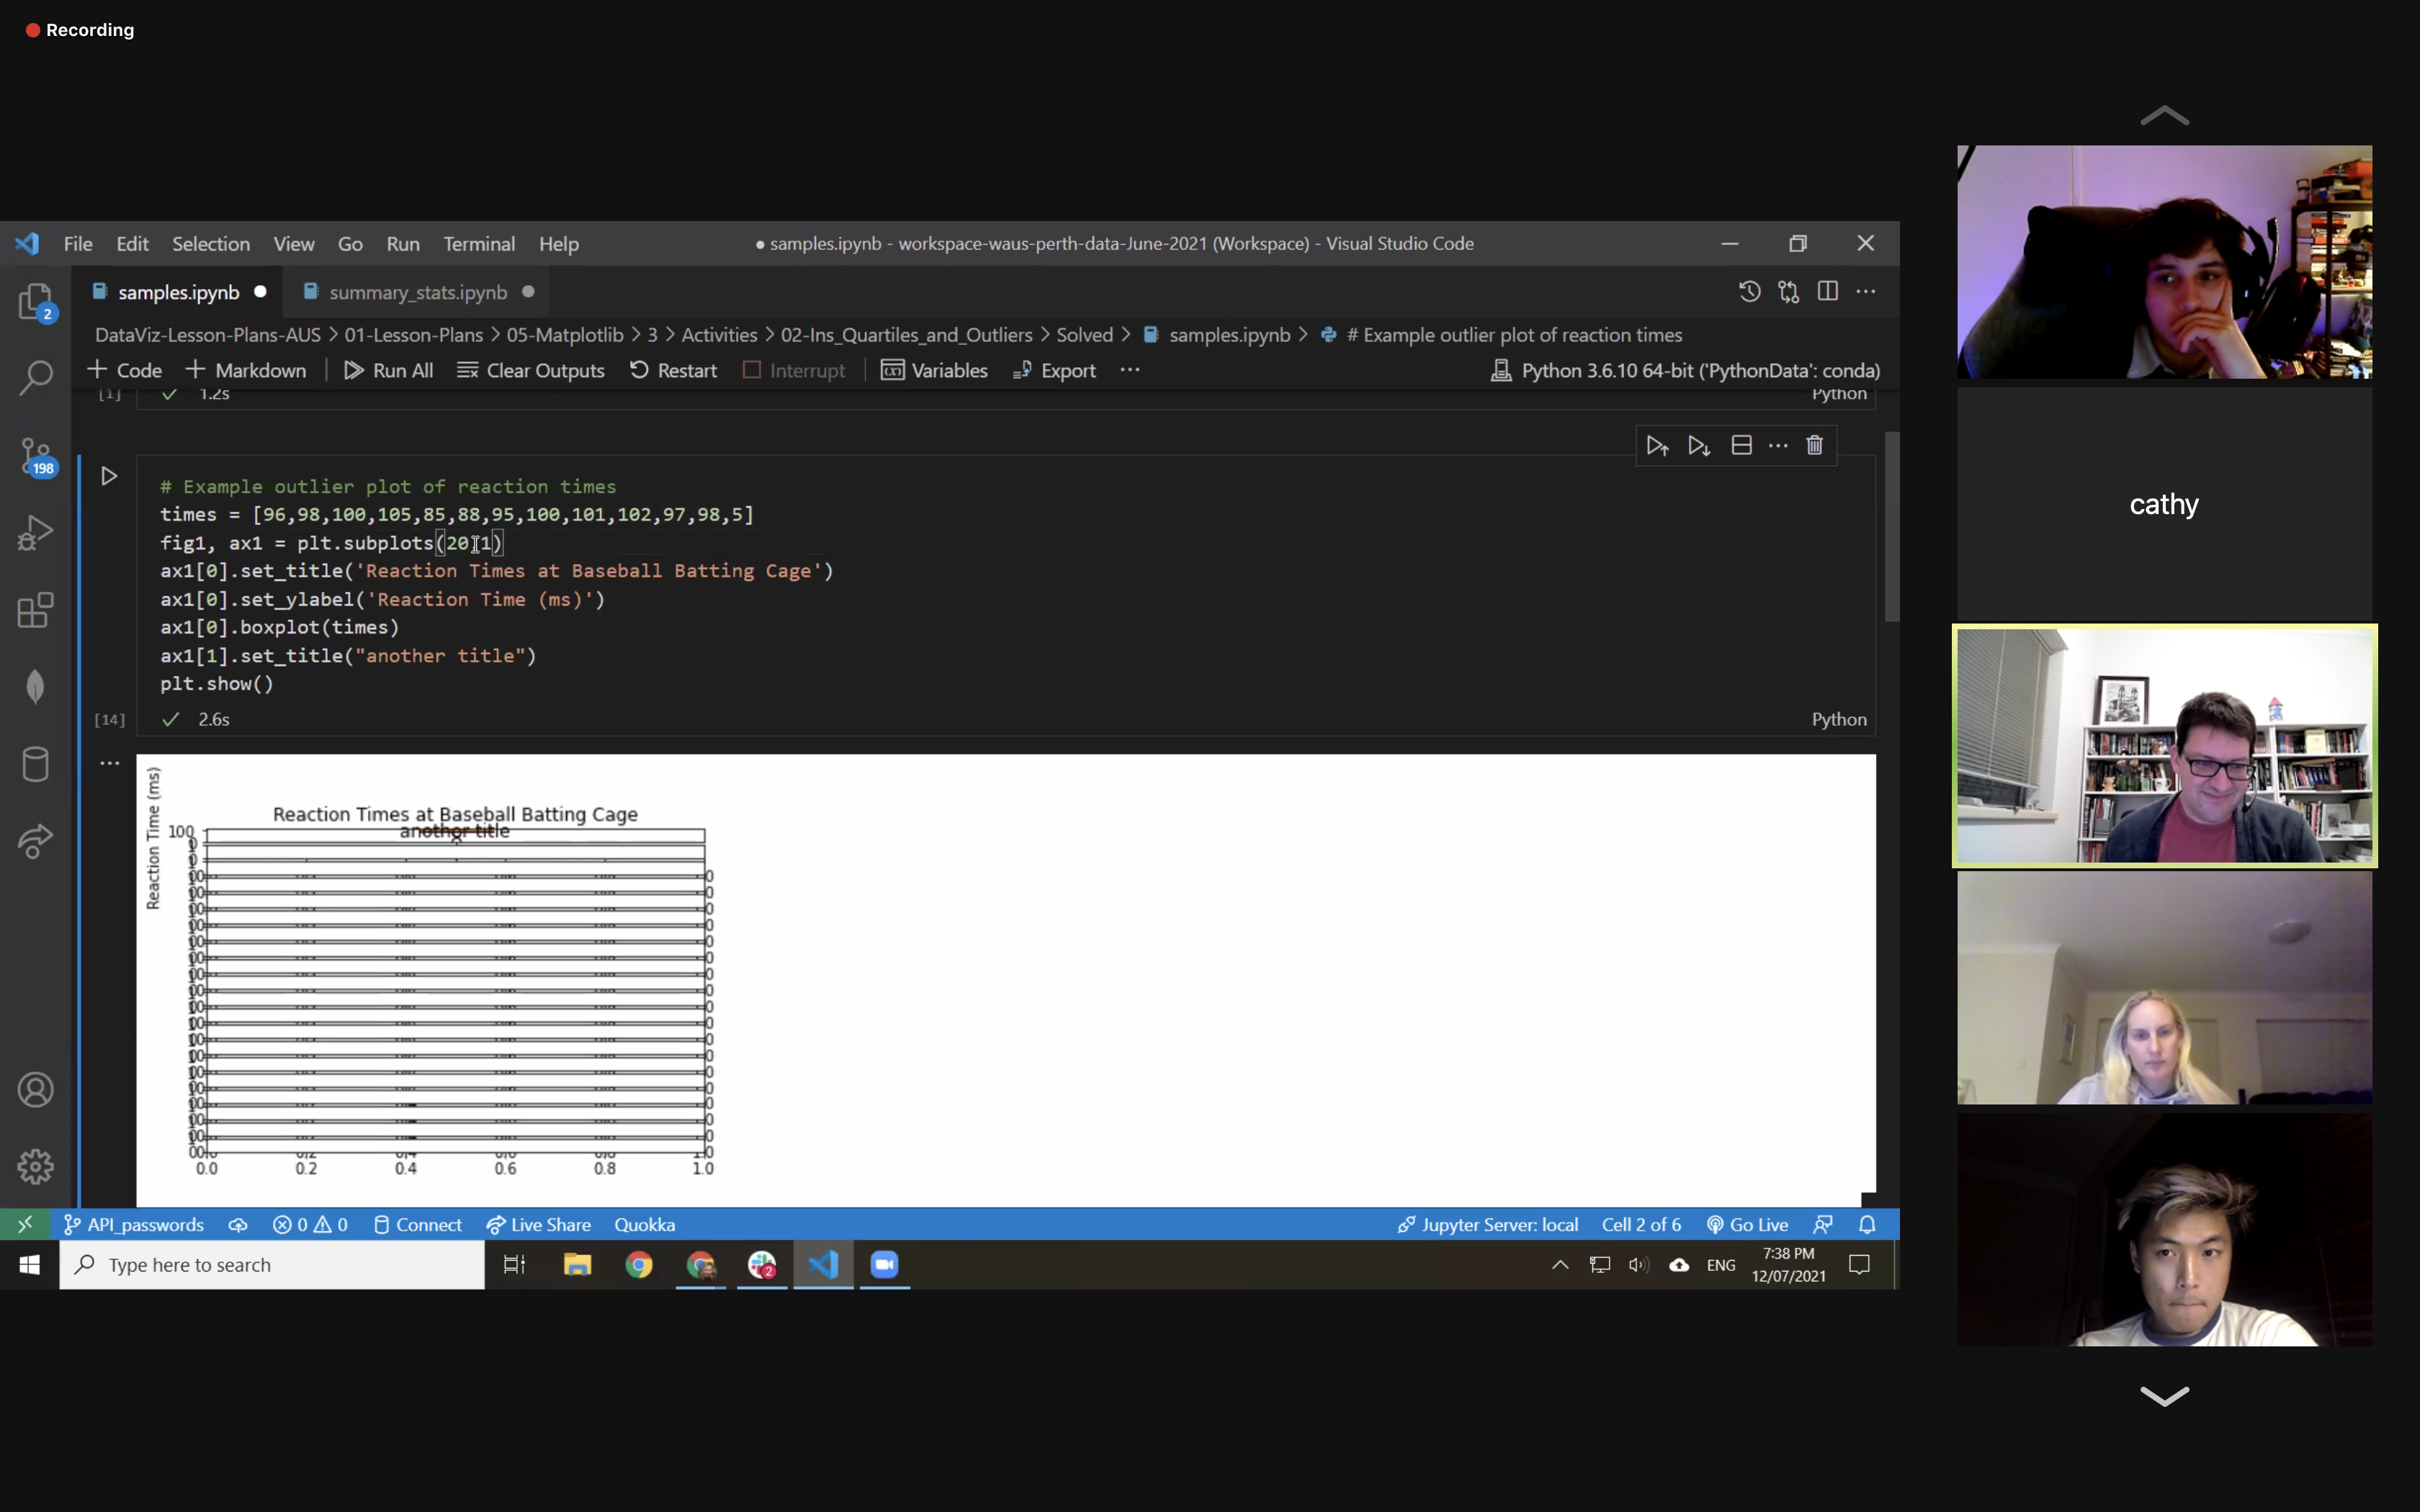 Recording
File Edit Selection View Go Run Terminal Help
● samples.ipynb - workspace-waus-perth-data-June-2021 (Workspace) - Visual Studio Code
samples.ipynb ● summary_stats.ipynb ●
2
DataViz-Lesson-Plans-AUS > 01-Lesson-Plans > 05-Matplotlib > 3 > Activities > 02-Ins_Quartiles_and_Outliers > Solved > samples.ipynb > # Example outlier plot of reaction times
+ Code + Markdown Run All Clear Outputs Restart Interrupt Variables Export ··· Python 3.6.10 64-bit ('PythonData': conda)
[1] 1.2s Python
198
# Example outlier plot of reaction times
times = [96,98,100,105,85,88,95,100,101,102,97,98,5]
fig1, ax1 = plt.subplots(20,1)
ax1[0].set_title('Reaction Times at Baseball Batting Cage')
ax1[0].set_ylabel('Reaction Time (ms)')
ax1[0].boxplot(times)
ax1[1].set_title("another title")
plt.show()
[14] 2.6s Python
Reaction Time (ms)
Reaction Times at Baseball Batting Cage
another title
100
0.0 0.2 0.4 0.6 0.8 1.0
API_passwords 0 0 Connect Live Share Quokka Jupyter Server: local Cell 2 of 6 Go Live
Type here to search
2
ENG
7:38 PM
12/07/2021
cathy